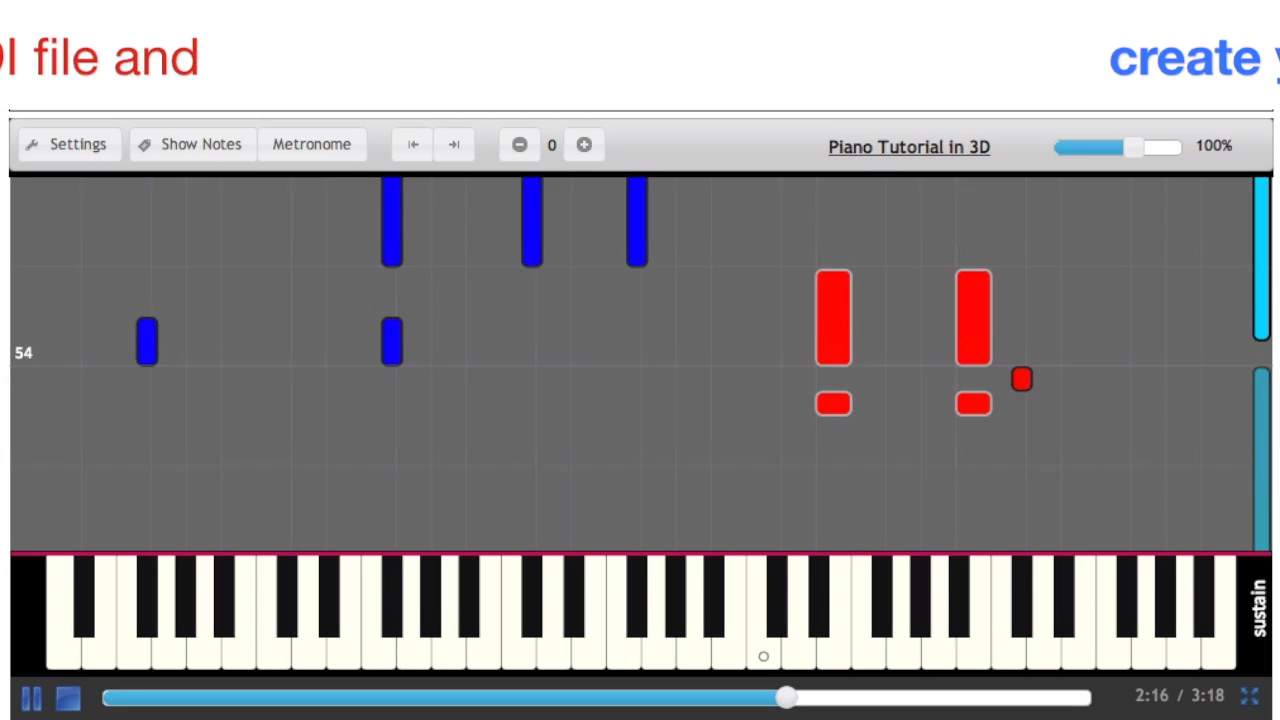 I file and
create
Settings Show Notes Metronome 0 Piano Tutorial in 3D 100%
54
sustain
2:16 / 3:18